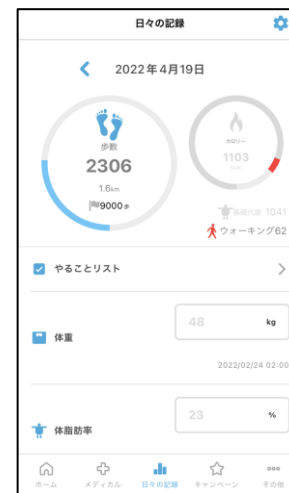 日々の記録
2022年4月19日
歩数
2306
1.6km
9000歩
カロリー
1103
kcal
基礎代謝 1041
ウォーキング62
やることリスト
48 kg
体重
2022/02/24 02:00
23 %
体脂肪率
ホーム メディカル 日々の記録 キャンペーン その他